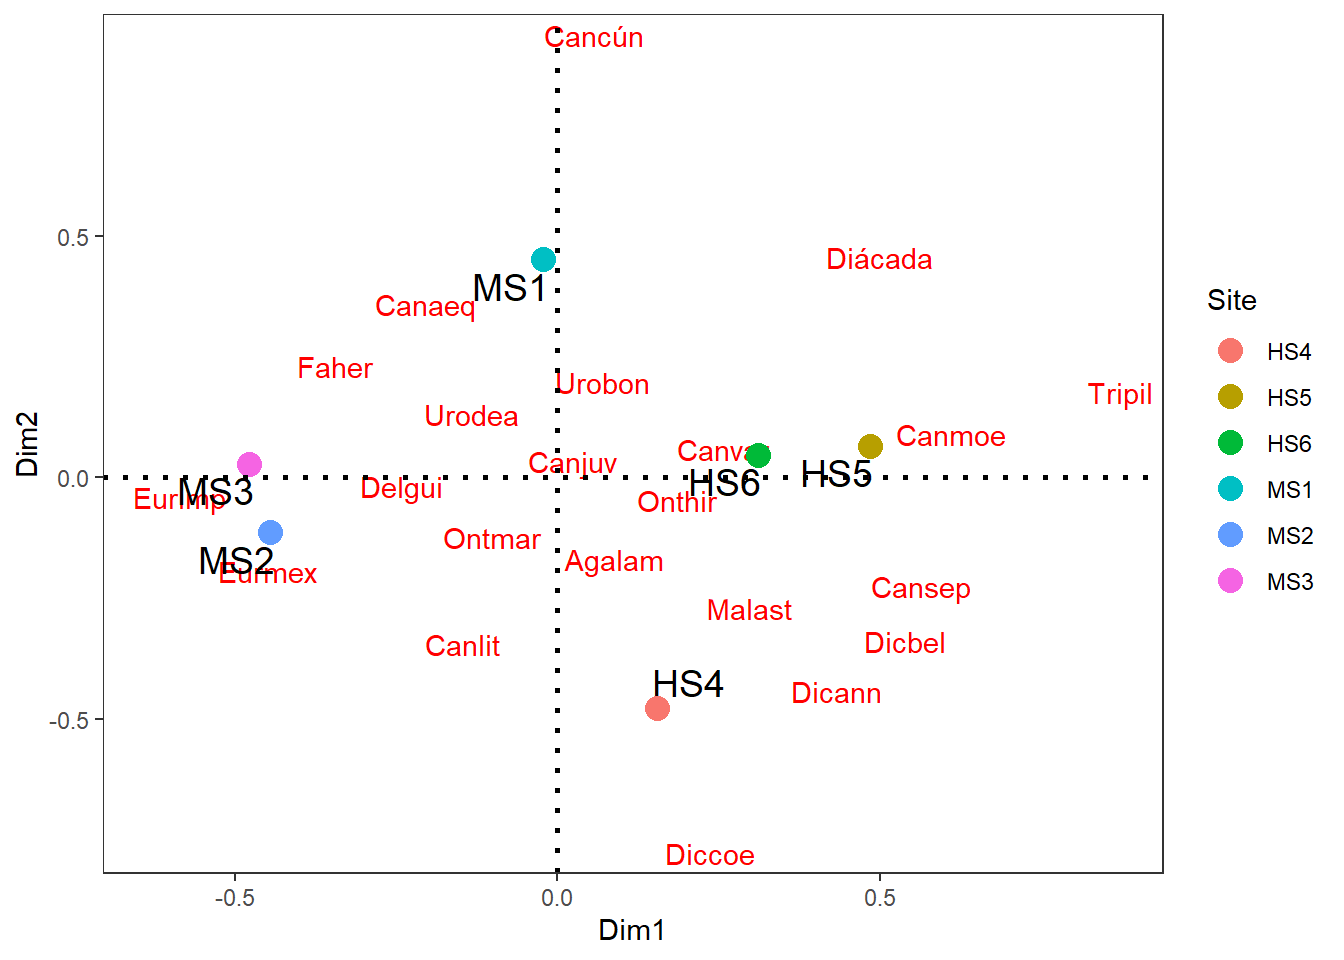 Cancún
Diácada
0.5
MS1
Canaeq
Site
HS4
Faher
Urobon
Tripil
HS5
Urodea
Canmoe
Dim2
HS6
Canjuv
HS6
HS5
0.0
MS3
Delgui
MS1
Eurimp
Onthir
Ontmar
MS2
MS2
Agalam
Eurmex
Cansep
MS3
Malast
Canlit
Dicbel
HS4
Dicann
-0.5
Diccoe
-0.5
0.0
0.5
Dim1